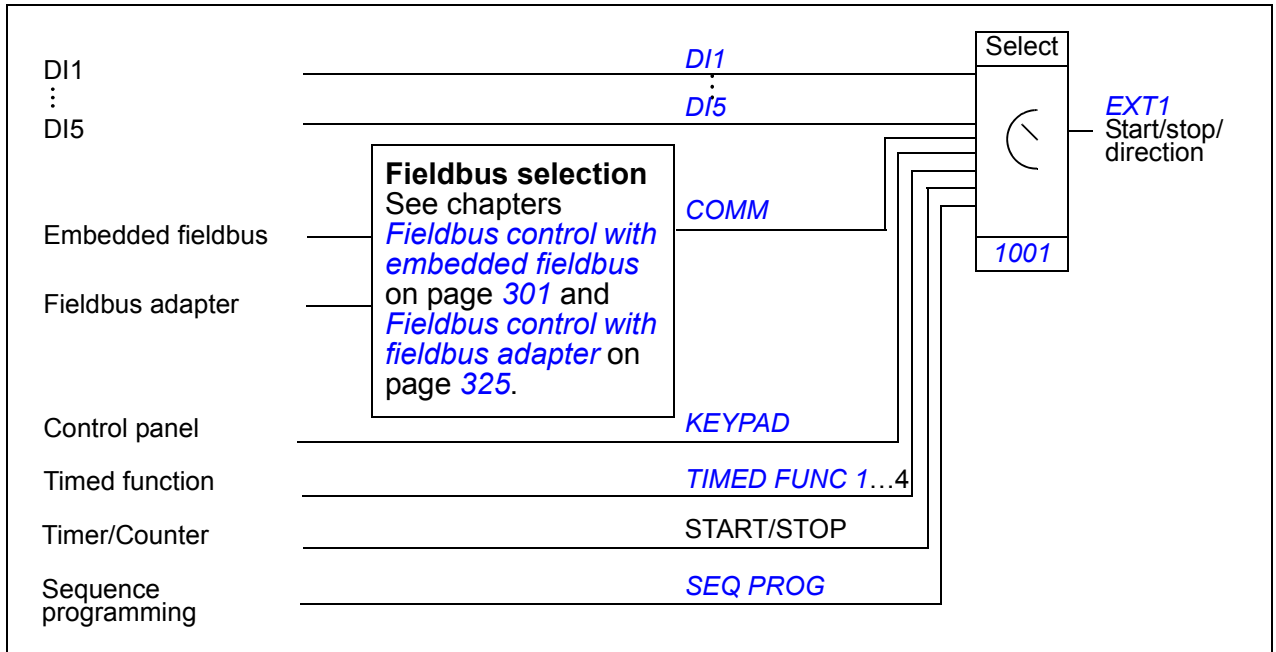 Select
DI1
DI1
⋮
⋮
DI5
DI5
EXT1
Start/stop/
direction
Fieldbus selection
See chapters
Fieldbus control with
embedded fieldbus
on page 301 and
Fieldbus control with
fieldbus adapter on
page 325.
Embedded fieldbus
Fieldbus adapter
COMM
1001
Control panel
KEYPAD
Timed function
TIMED FUNC 1...4
Timer/Counter
START/STOP
Sequence
programming
SEQ PROG